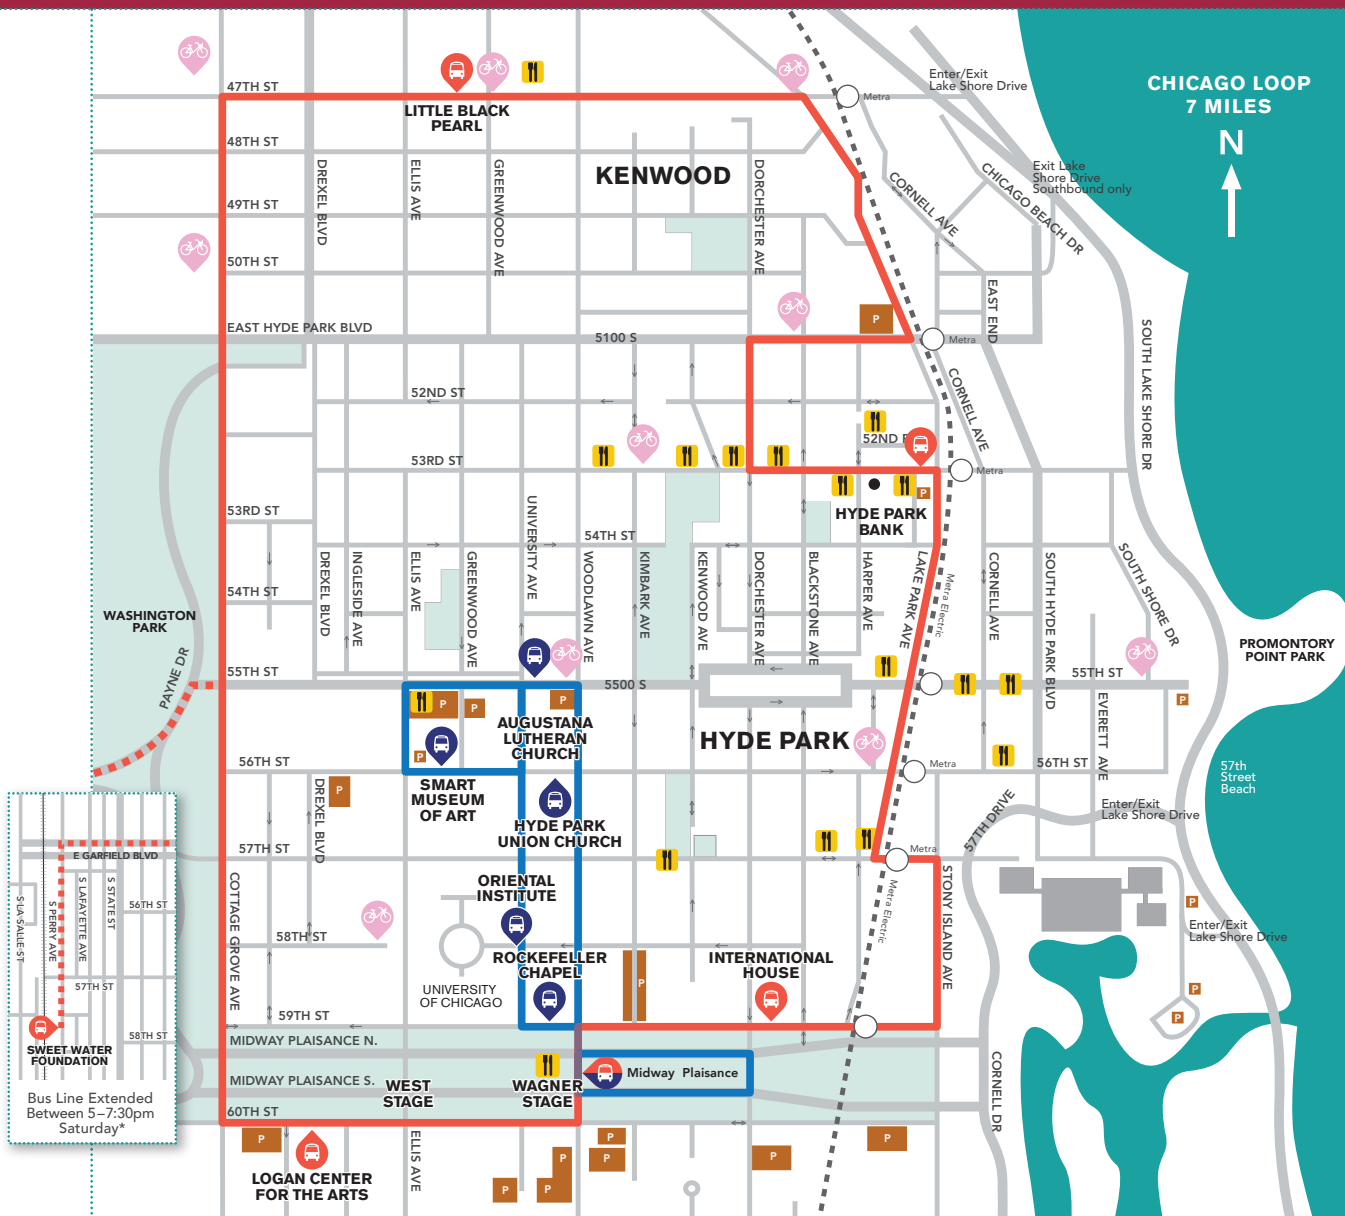 CHICAGO LOOP
7 MILES
N
Enter/Exit
Lake Shore Drive
Metra
47TH ST
LITTLE BLACK
PEARL
48TH ST
KENWOOD
Exit Lake
Shore Drive
Southbound only
DREXEL BLVD
ELLIS AVE
GREENWOOD AVE
DORCHESTER AVE
CORNELL AVE
CHICAGO BEACH DR
49TH ST
50TH ST
EAST END
P
EAST HYDE PARK BLVD
5100 S
Metra
SOUTH LAKE SHORE DR
52ND ST
CORNELL AVE
52ND P
53RD ST
Metra
P
HYDE PARK
BANK
53RD ST
UNIVERSITY AVE
54TH ST
DREXEL BLVD
INGLESIDE AVE
ELLIS AVE
GREENWOOD AVE
WOODLAWN AVE
KIMBARK AVE
KENWOOD AVE
DORCHESTER AVE
BLACKSTONE AVE
HARPER AVE
LAKE PARK AVE
Metra Electric
CORNELL AVE
SOUTH HYDE PARK BLVD
SOUTH SHORE DR
54TH ST
WASHINGTON
PARK
PROMONTORY
POINT PARK
PAYNE DR
55TH ST
5500 S
55TH ST
P
P
P
P
EVERETT AVE
AUGUSTANA
LUTHERAN
CHURCH
HYDE PARK
P
56TH ST
Metra
56TH ST
57th
Street
Beach
SMART
MUSEUM
OF ART
DREXEL BLVD
P
HYDE PARK
UNION CHURCH
57TH DRIVE
Enter/Exit
Lake Shore Drive
57TH ST
Metra
E GARFIELD BLVD
S LA SALLE ST
S PERRY AVE
S LAFAYETTE AVE
S STATE ST
56TH ST
57TH ST
58TH ST
SWEET WATER
FOUNDATION
Bus Line Extended
Between 5–7:30pm
Saturday*
COTTAGE GROVE AVE
ORIENTAL
INSTITUTE
Metra Electric
STONY ISLAND AVE
P
Enter/Exit
Lake Shore Drive
58TH ST
ROCKEFELLER
CHAPEL
INTERNATIONAL
HOUSE
UNIVERSITY
OF CHICAGO
P
P
P
59TH ST
MIDWAY PLAISANCE N.
MIDWAY PLAISANCE S.
WEST
STAGE
WAGNER
STAGE
Midway Plaisance
CORNELL DR
60TH ST
P
P
P
P
P
P
P
P
ELLIS AVE
LOGAN CENTER
FOR THE ARTS